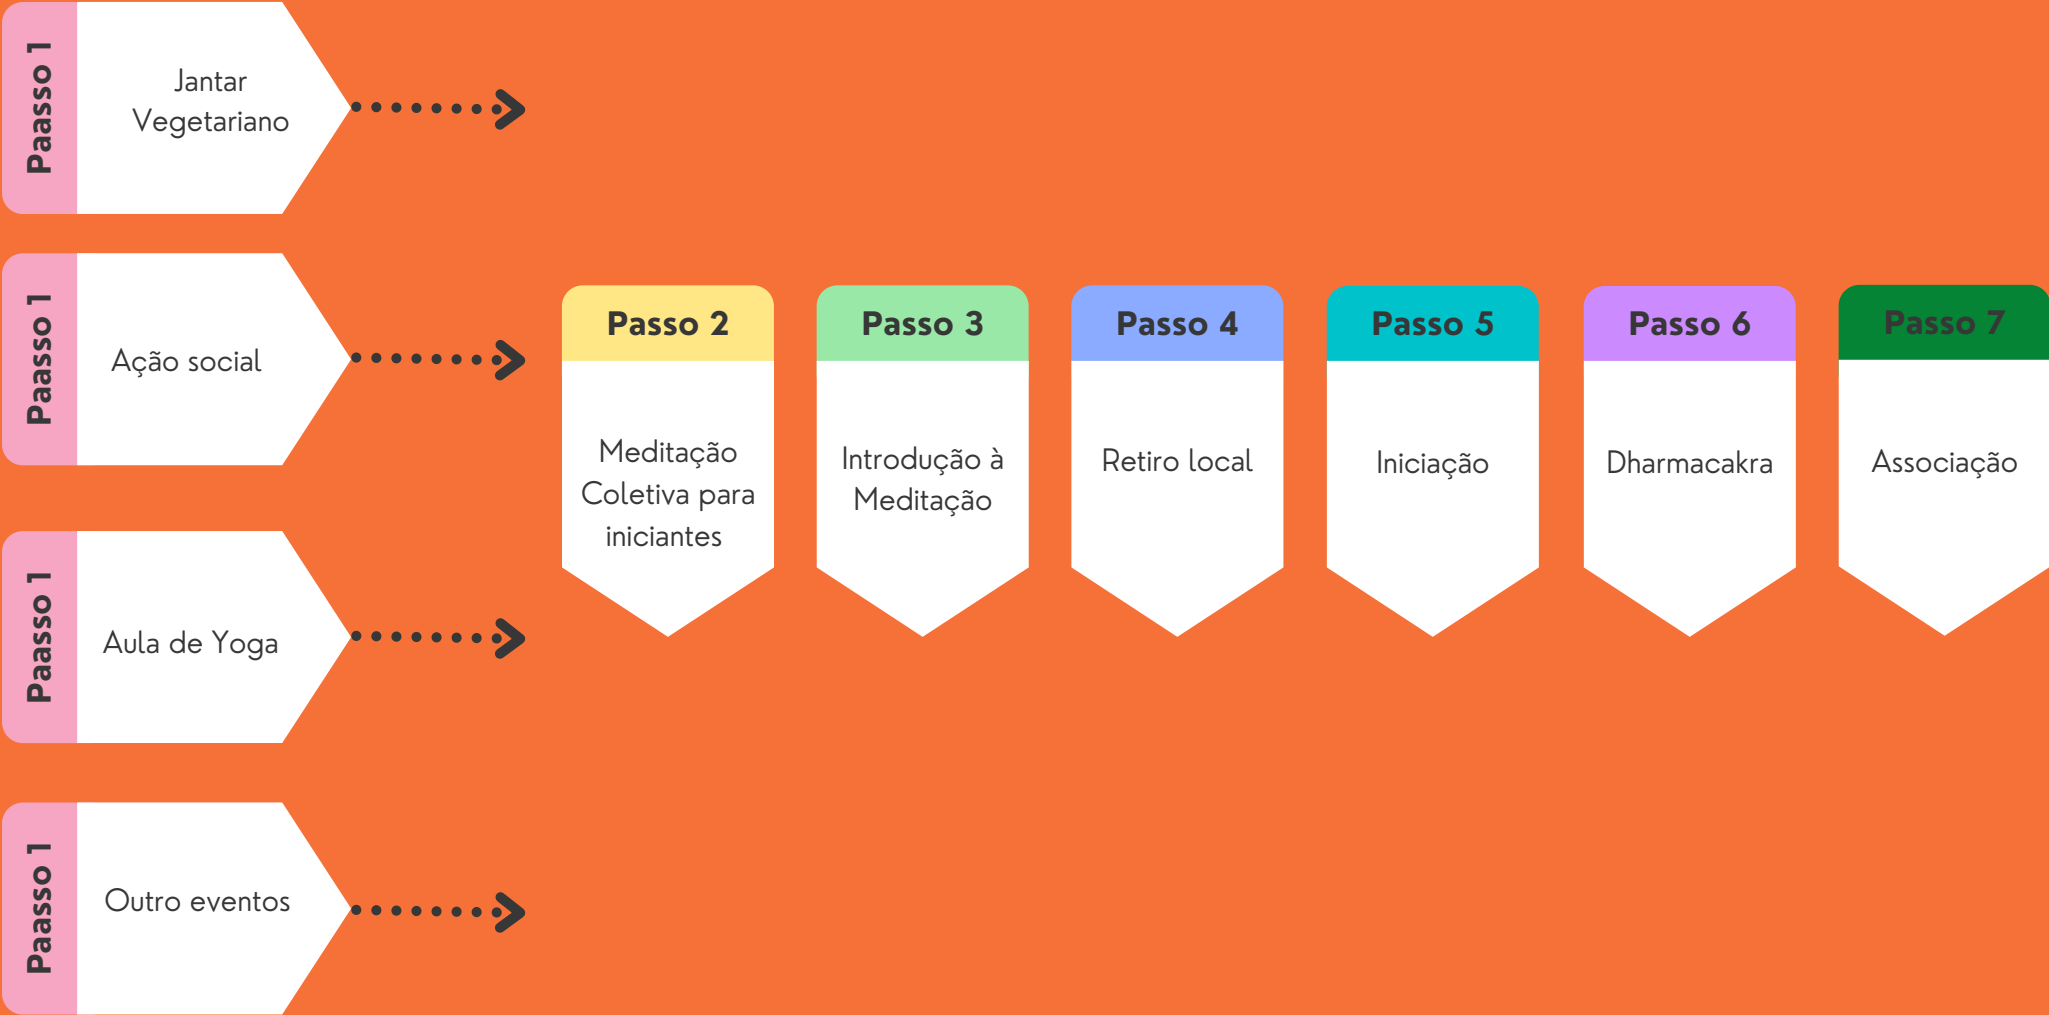 Paasso 1
Jantar
Vegetariano
Paasso 1
Ação social
Paasso 1
Aula de Yoga
Paasso 1
Outro eventos
Passo 2
Meditação
Coletiva para
iniciantes
Passo 3
Introdução à
Meditação
Passo 4
Retiro local
Passo 5
Iniciação
Passo 6
Dharmacakra
Passo 7
Associação